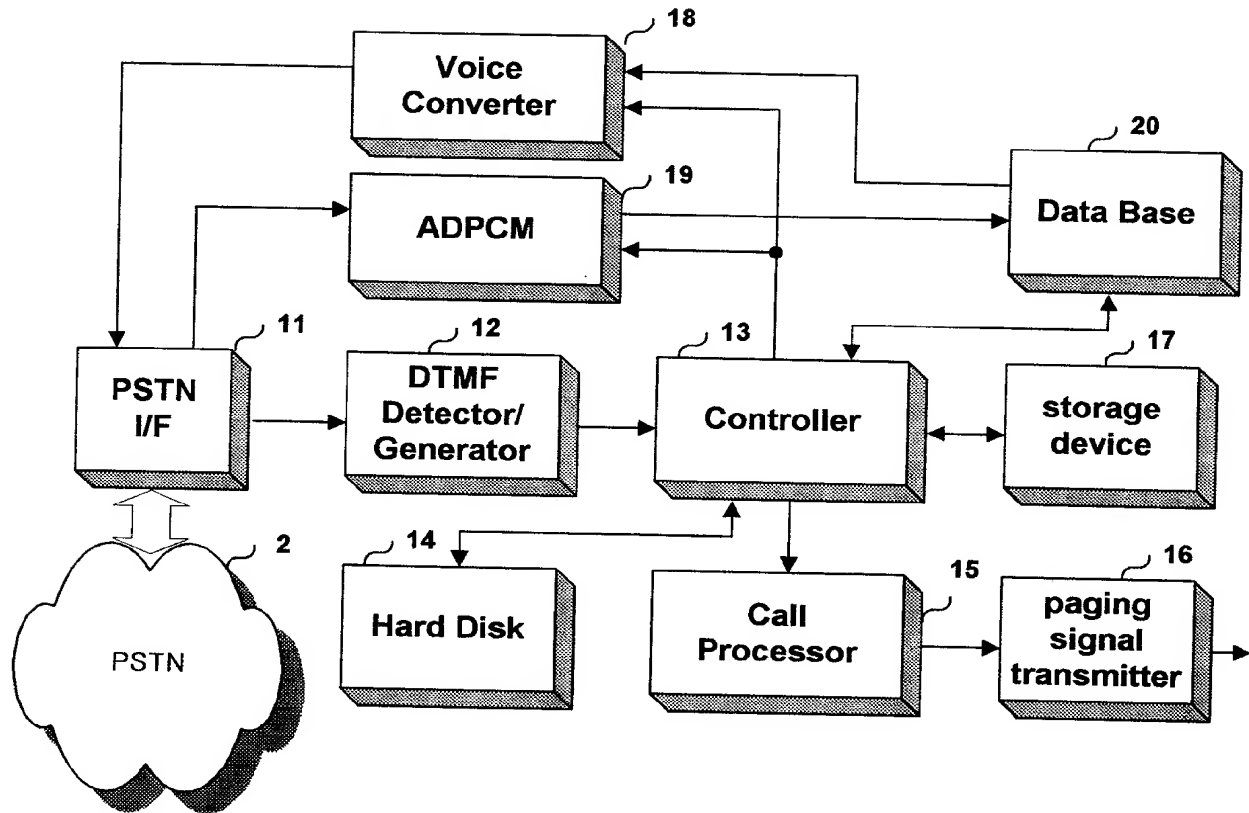 18
Voice
Converter
20
19
Data Base
ADPCM
11
12
13
17
PSTN
I/F
DTMF
Detector/
Generator
Controller
storage
device
2
14
15
16
PSTN
Hard Disk
Call
Processor
paging
signal
transmitter